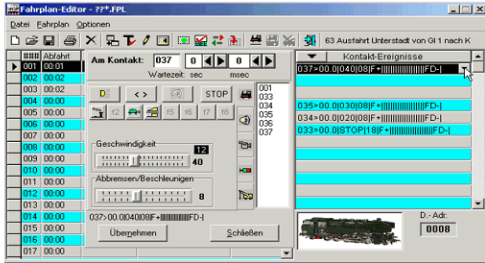 Fahrplan-Editor - ??*.FPL
Datei Fahrplan Optionen
63 Ausfahrt Unterstadt von Gl 1 nach K
### Abfahrt
001 00:01
002 00:02
003 00:02
004 00:00
005 00:00
006 00:00
007 00:00
008 00:00
009 00:00
010 00:00
011 00:00
012 00:00
013 00:00
014 00:00
015 00:00
016 00:00
017 00:00
Am Kontakt: 037 0 0
Wartezeit: sec msec
D: < > STOP
f2 f5 f6 f7 f8
001
033
034
035
036
037
Geschwindigkeit
12
40
Abbremsen/Beschleunigen
8
037>00.0|040|08|F+||||||||||||||||FD-|
Übernehmen Schließen
Kontakt-Ereignisse
037>00.0|040|08|F+||||||||||||||||FD-|
035>00.0|030|08|F+||||||||||||||||FD-|
034>00.0|020|08|F+||||||||||||||||FD-|
033>00.0|STOP|18|F+||||||||||||||||FD-|
D.- Adr:
0008